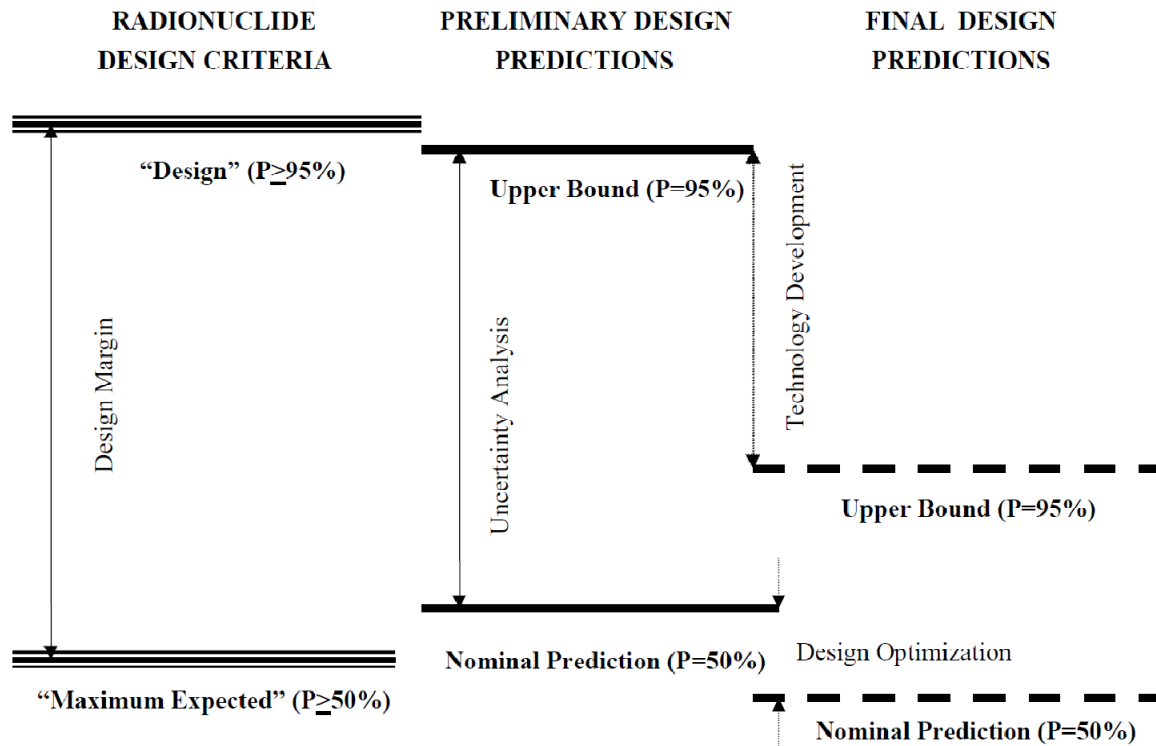 RADIONUCLIDE
DESIGN CRITERIA
PRELIMINARY DESIGN
PREDICTIONS
FINAL DESIGN
PREDICTIONS
“Design” (P≥95%)
Upper Bound (P=95%)
Design Margin
Uncertainty Analysis
Technology Development
Upper Bound (P=95%)
Nominal Prediction (P=50%)
Design Optimization
“Maximum Expected” (P≥50%)
Nominal Prediction (P=50%)